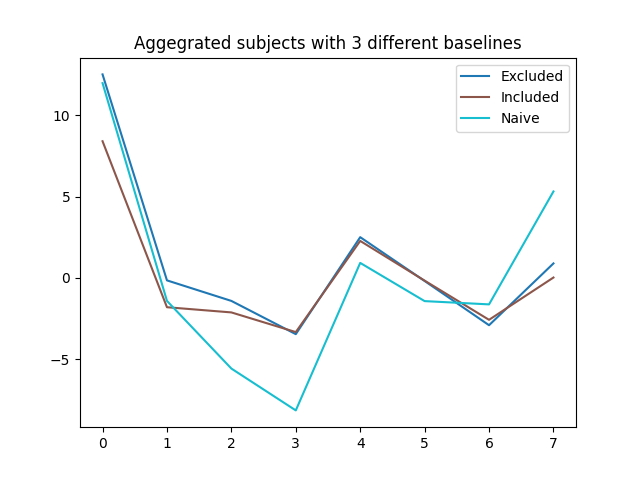 Aggegrated subjects with 3 different baselines
Excluded
Included
Naive
10
5
0
−5
0 1 2 3 4 5 6 7